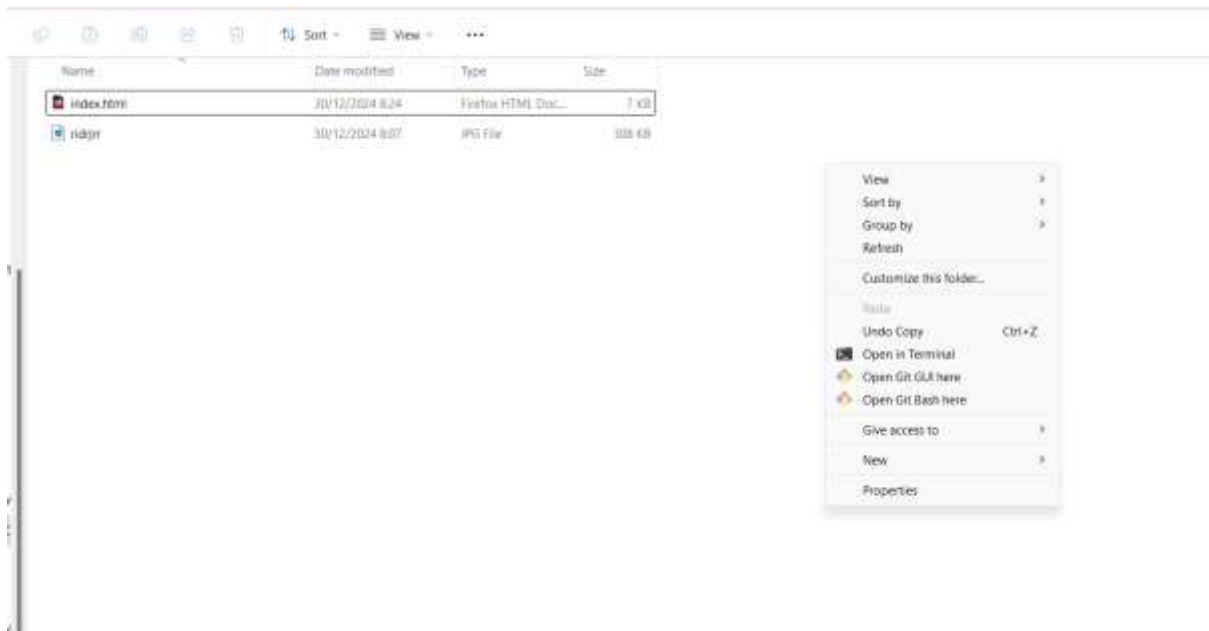 Sort
View
Name Date modified Type Size
index.html 30/12/2024 8:24 Firefox HTML Doc... 7 KB
30/12/2024 8:07 JPG File 308 KB
View
Sort by
Group by
Refresh
Customize this folder...
Paste
Undo Copy Ctrl+Z
Open in Terminal
Open Git GUI here
Open Git Bash here
Give access to
New
Properties